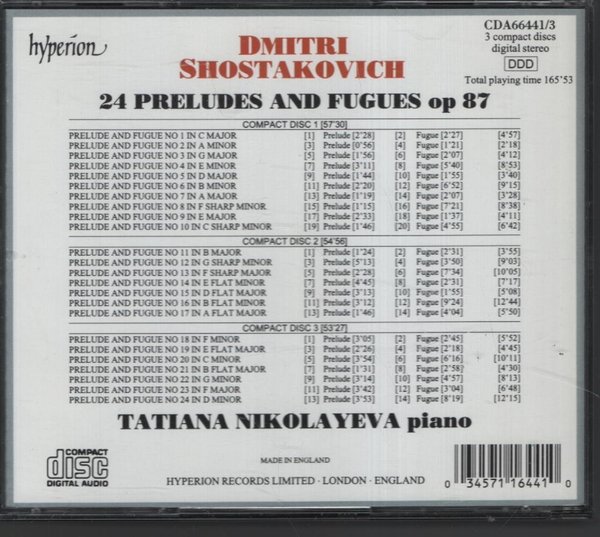 hyperion
DMITRI
SHOSTAKOVICH
CDA66441/3
3 compact discs
digital stereo
DDD
Total playing time 165'53
24 PRELUDES AND FUGUES op 87
COMPACT DISC 1 [57'30]
PRELUDE AND FUGUE NO 1 IN C MAJOR [1] Prelude [2'28] [2] Fugue [2'27] [4'57]
PRELUDE AND FUGUE NO 2 IN A MINOR [3] Prelude [0'56] [4] Fugue [1'21] [2'18]
PRELUDE AND FUGUE NO 3 IN G MAJOR [5] Prelude [1'56] [6] Fugue [2'07] [4'12]
PRELUDE AND FUGUE NO 4 IN E MINOR [7] Prelude [3'11] [8] Fugue [5'40] [8'53]
PRELUDE AND FUGUE NO 5 IN D MAJOR [9] Prelude [1'44] [10] Fugue [1'55] [3'40]
PRELUDE AND FUGUE NO 6 IN B MINOR [11] Prelude [2'20] [12] Fugue [6'52] [9'15]
PRELUDE AND FUGUE NO 7 IN A MAJOR [13] Prelude [1'19] [14] Fugue [2'07] [3'28]
PRELUDE AND FUGUE NO 8 IN F SHARP MINOR [15] Prelude [1'15] [16] Fugue [7'21] [8'38]
PRELUDE AND FUGUE NO 9 IN E MAJOR [17] Prelude [2'33] [18] Fugue [1'37] [4'11]
PRELUDE AND FUGUE NO 10 IN C SHARP MINOR [19] Prelude [1'46] [20] Fugue [4'55] [6'42]
COMPACT DISC 2 [54'56]
PRELUDE AND FUGUE NO 11 IN B MAJOR [1] Prelude [1'24] [2] Fugue [2'31] [3'55]
PRELUDE AND FUGUE NO 12 IN G SHARP MINOR [3] Prelude [5'13] [4] Fugue [3'50] [9'03]
PRELUDE AND FUGUE NO 13 IN F SHARP MAJOR [5] Prelude [2'28] [6] Fugue [7'34] [10'05]
PRELUDE AND FUGUE NO 14 IN E FLAT MINOR [7] Prelude [4'45] [8] Fugue [2'31] [7'17]
PRELUDE AND FUGUE NO 15 IN D FLAT MAJOR [9] Prelude [3'13] [10] Fugue [1'55] [5'08]
PRELUDE AND FUGUE NO 16 IN B FLAT MINOR [11] Prelude [3'12] [12] Fugue [9'24] [12'44]
PRELUDE AND FUGUE NO 17 IN A FLAT MAJOR [13] Prelude [1'46] [14] Fugue [4'04] [5'50]
COMPACT DISC 3 [53'27]
PRELUDE AND FUGUE NO 18 IN F MINOR [1] Prelude [3'05] [2] Fugue [2'45] [5'52]
PRELUDE AND FUGUE NO 19 IN E FLAT MAJOR [3] Prelude [2'26] [4] Fugue [2'18] [4'45]
PRELUDE AND FUGUE NO 20 IN C MINOR [5] Prelude [3'54] [6] Fugue [6'16] [10'11]
PRELUDE AND FUGUE NO 21 IN B FLAT MAJOR [7] Prelude [1'31] [8] Fugue [2'58] [4'30]
PRELUDE AND FUGUE NO 22 IN G MINOR [9] Prelude [3'14] [10] Fugue [4'57] [8'13]
PRELUDE AND FUGUE NO 23 IN F MAJOR [11] Prelude [3'42] [12] Fugue [3'04] [6'48]
PRELUDE AND FUGUE NO 24 IN D MINOR [13] Prelude [3'53] [14] Fugue [8'19] [12'15]
TATIANA NIKOLAYEVA piano
COMPACT
disc
DIGITAL AUDIO
MADE IN ENGLAND
HYPERION RECORDS LIMITED · LONDON · ENGLAND
0 34571 16441 0